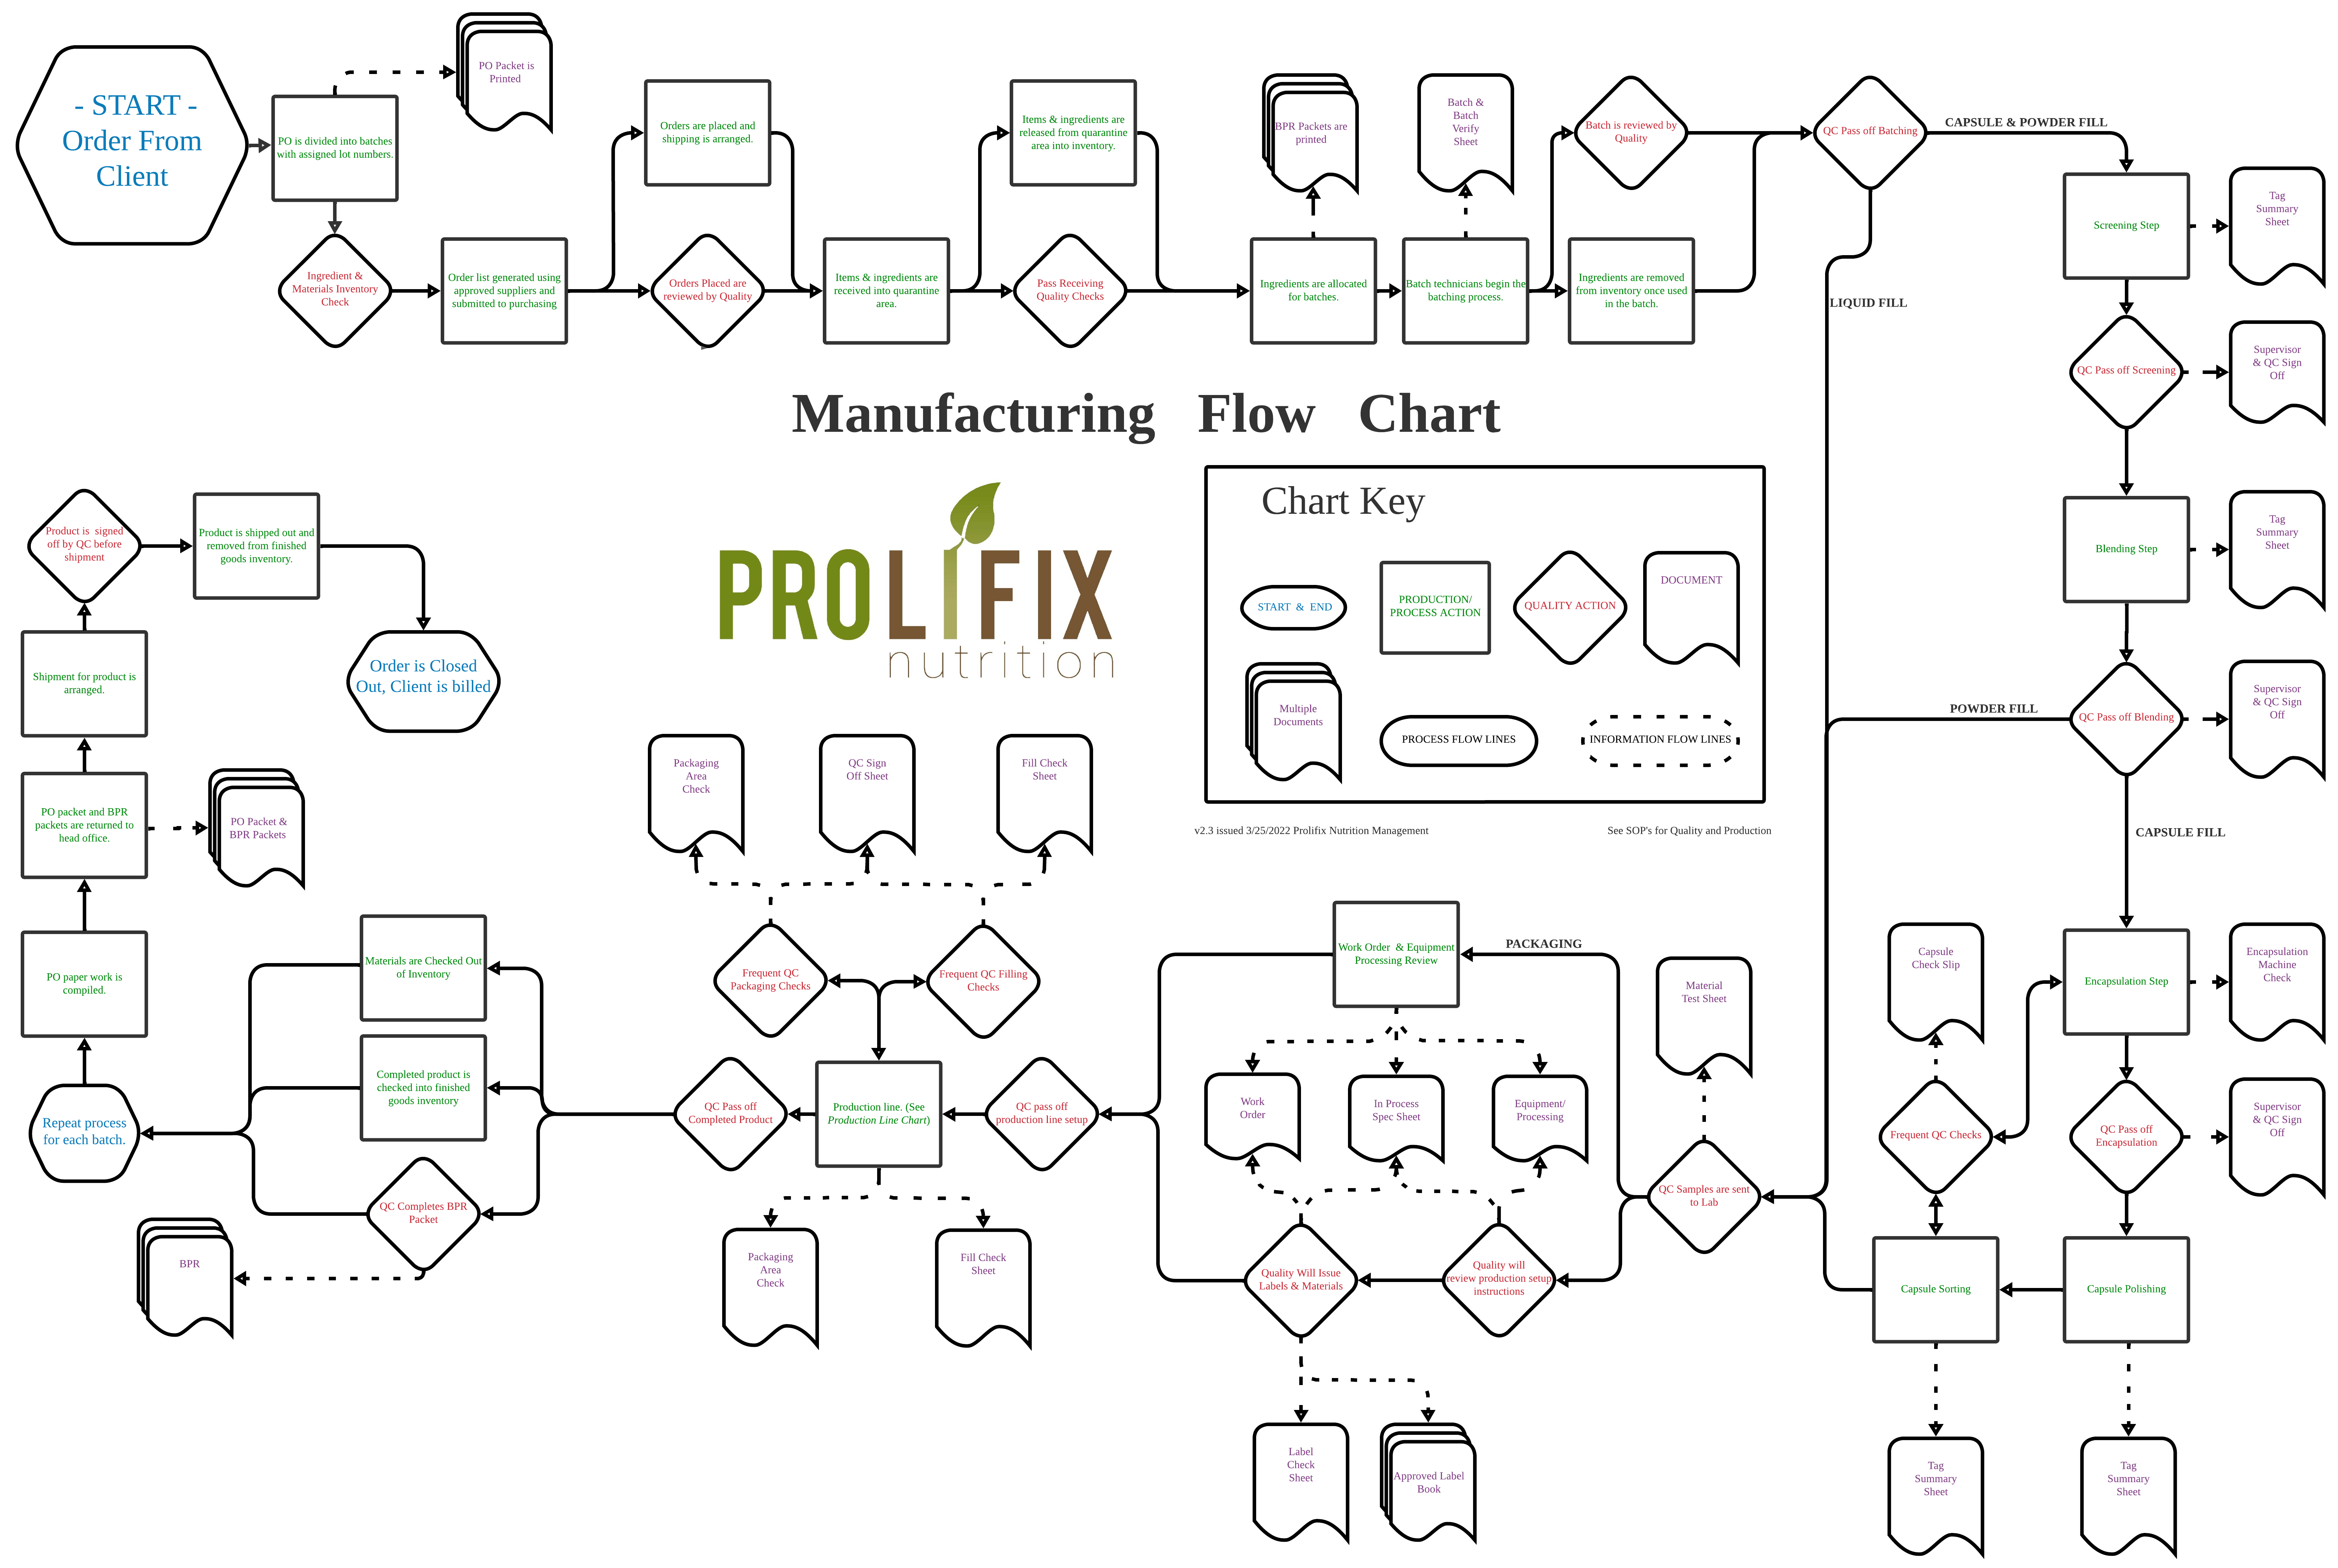 - START -
Order From
Client
PO is divided into batches
with assigned lot numbers.
PO Packet is
Printed
Ingredient &
Materials Inventory
Check
Order list generated using
approved suppliers and
submitted to purchasing
Orders are placed and
shipping is arranged.
Orders Placed are
reviewed by Quality
Items & ingredients are
received into quarantine
area.
Items & ingredients are
released from quarantine
area into inventory.
Pass Receiving
Quality Checks
BPR Packets are
printed
Ingredients are allocated
for batches.
Batch &
Batch
Verify
Sheet
Batch technicians begin the
batching process.
Batch is reviewed by
Quality
Ingredients are removed
from inventory once used
in the batch.
QC Pass off Batching
CAPSULE & POWDER FILL
LIQUID FILL
Screening Step
Tag
Summary
Sheet
QC Pass off Screening
Supervisor
& QC Sign
Off
Blending Step
Tag
Summary
Sheet
POWDER FILL
QC Pass off Blending
Supervisor
& QC Sign
Off
CAPSULE FILL
Encapsulation Step
Encapsulation
Machine
Check
Capsule
Check Slip
Frequent QC Checks
QC Pass off
Encapsulation
Supervisor
& QC Sign
Off
Capsule Polishing
Capsule Sorting
Tag
Summary
Sheet
Tag
Summary
Sheet
Manufacturing Flow Chart
PROLIFIX
nutrition
Chart Key
START & END
PRODUCTION/
PROCESS ACTION
QUALITY ACTION
DOCUMENT
Multiple
Documents
PROCESS FLOW LINES
INFORMATION FLOW LINES
v2.3 issued 3/25/2022 Prolifix Nutrition Management
See SOP's for Quality and Production
Material
Test Sheet
QC Samples are sent
to Lab
PACKAGING
Work Order & Equipment
Processing Review
Work
Order
In Process
Spec Sheet
Equipment/
Processing
Quality will
review production setup
instructions
Quality Will Issue
Labels & Materials
Label
Check
Sheet
Approved Label
Book
QC pass off
production line setup
Production line. (See
Production Line Chart)
Packaging
Area
Check
QC Sign
Off Sheet
Fill Check
Sheet
Frequent QC
Packaging Checks
Frequent QC Filling
Checks
Packaging
Area
Check
Fill Check
Sheet
QC Pass off
Completed Product
Materials are Checked Out
of Inventory
Completed product is
checked into finished
goods inventory
QC Completes BPR
Packet
BPR
Repeat process
for each batch.
PO paper work is
compiled.
PO packet and BPR
packets are returned to
head office.
PO Packet &
BPR Packets
Shipment for product is
arranged.
Product is signed
off by QC before
shipment
Product is shipped out and
removed from finished
goods inventory.
Order is Closed
Out, Client is billed